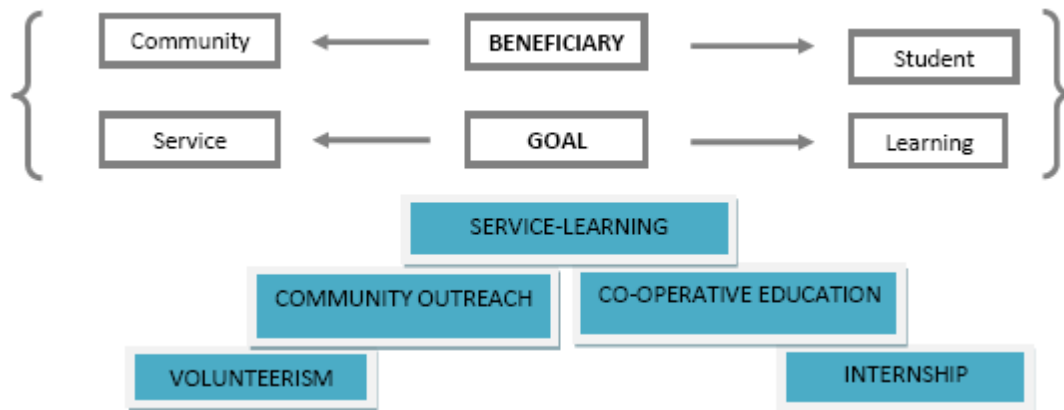 Community
BENEFICIARY
Student
Service
GOAL
Learning
SERVICE-LEARNING
COMMUNITY OUTREACH
CO-OPERATIVE EDUCATION
VOLUNTEERISM
INTERNSHIP